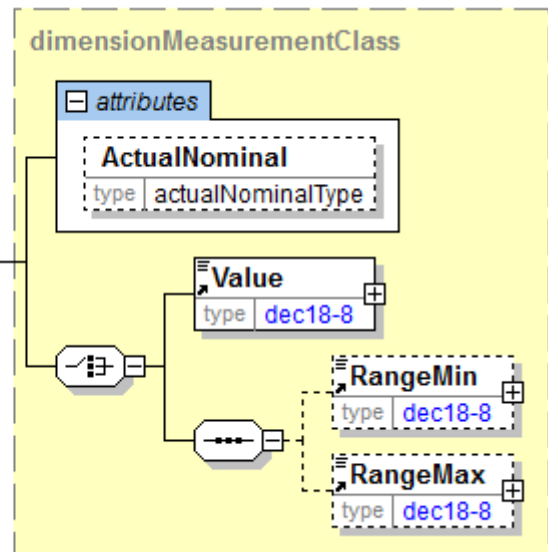 dimensionMeasurementClass
attributes
ActualNominal
type actualNominalType
Value
type dec18-8
RangeMin
type dec18-8
RangeMax
type dec18-8